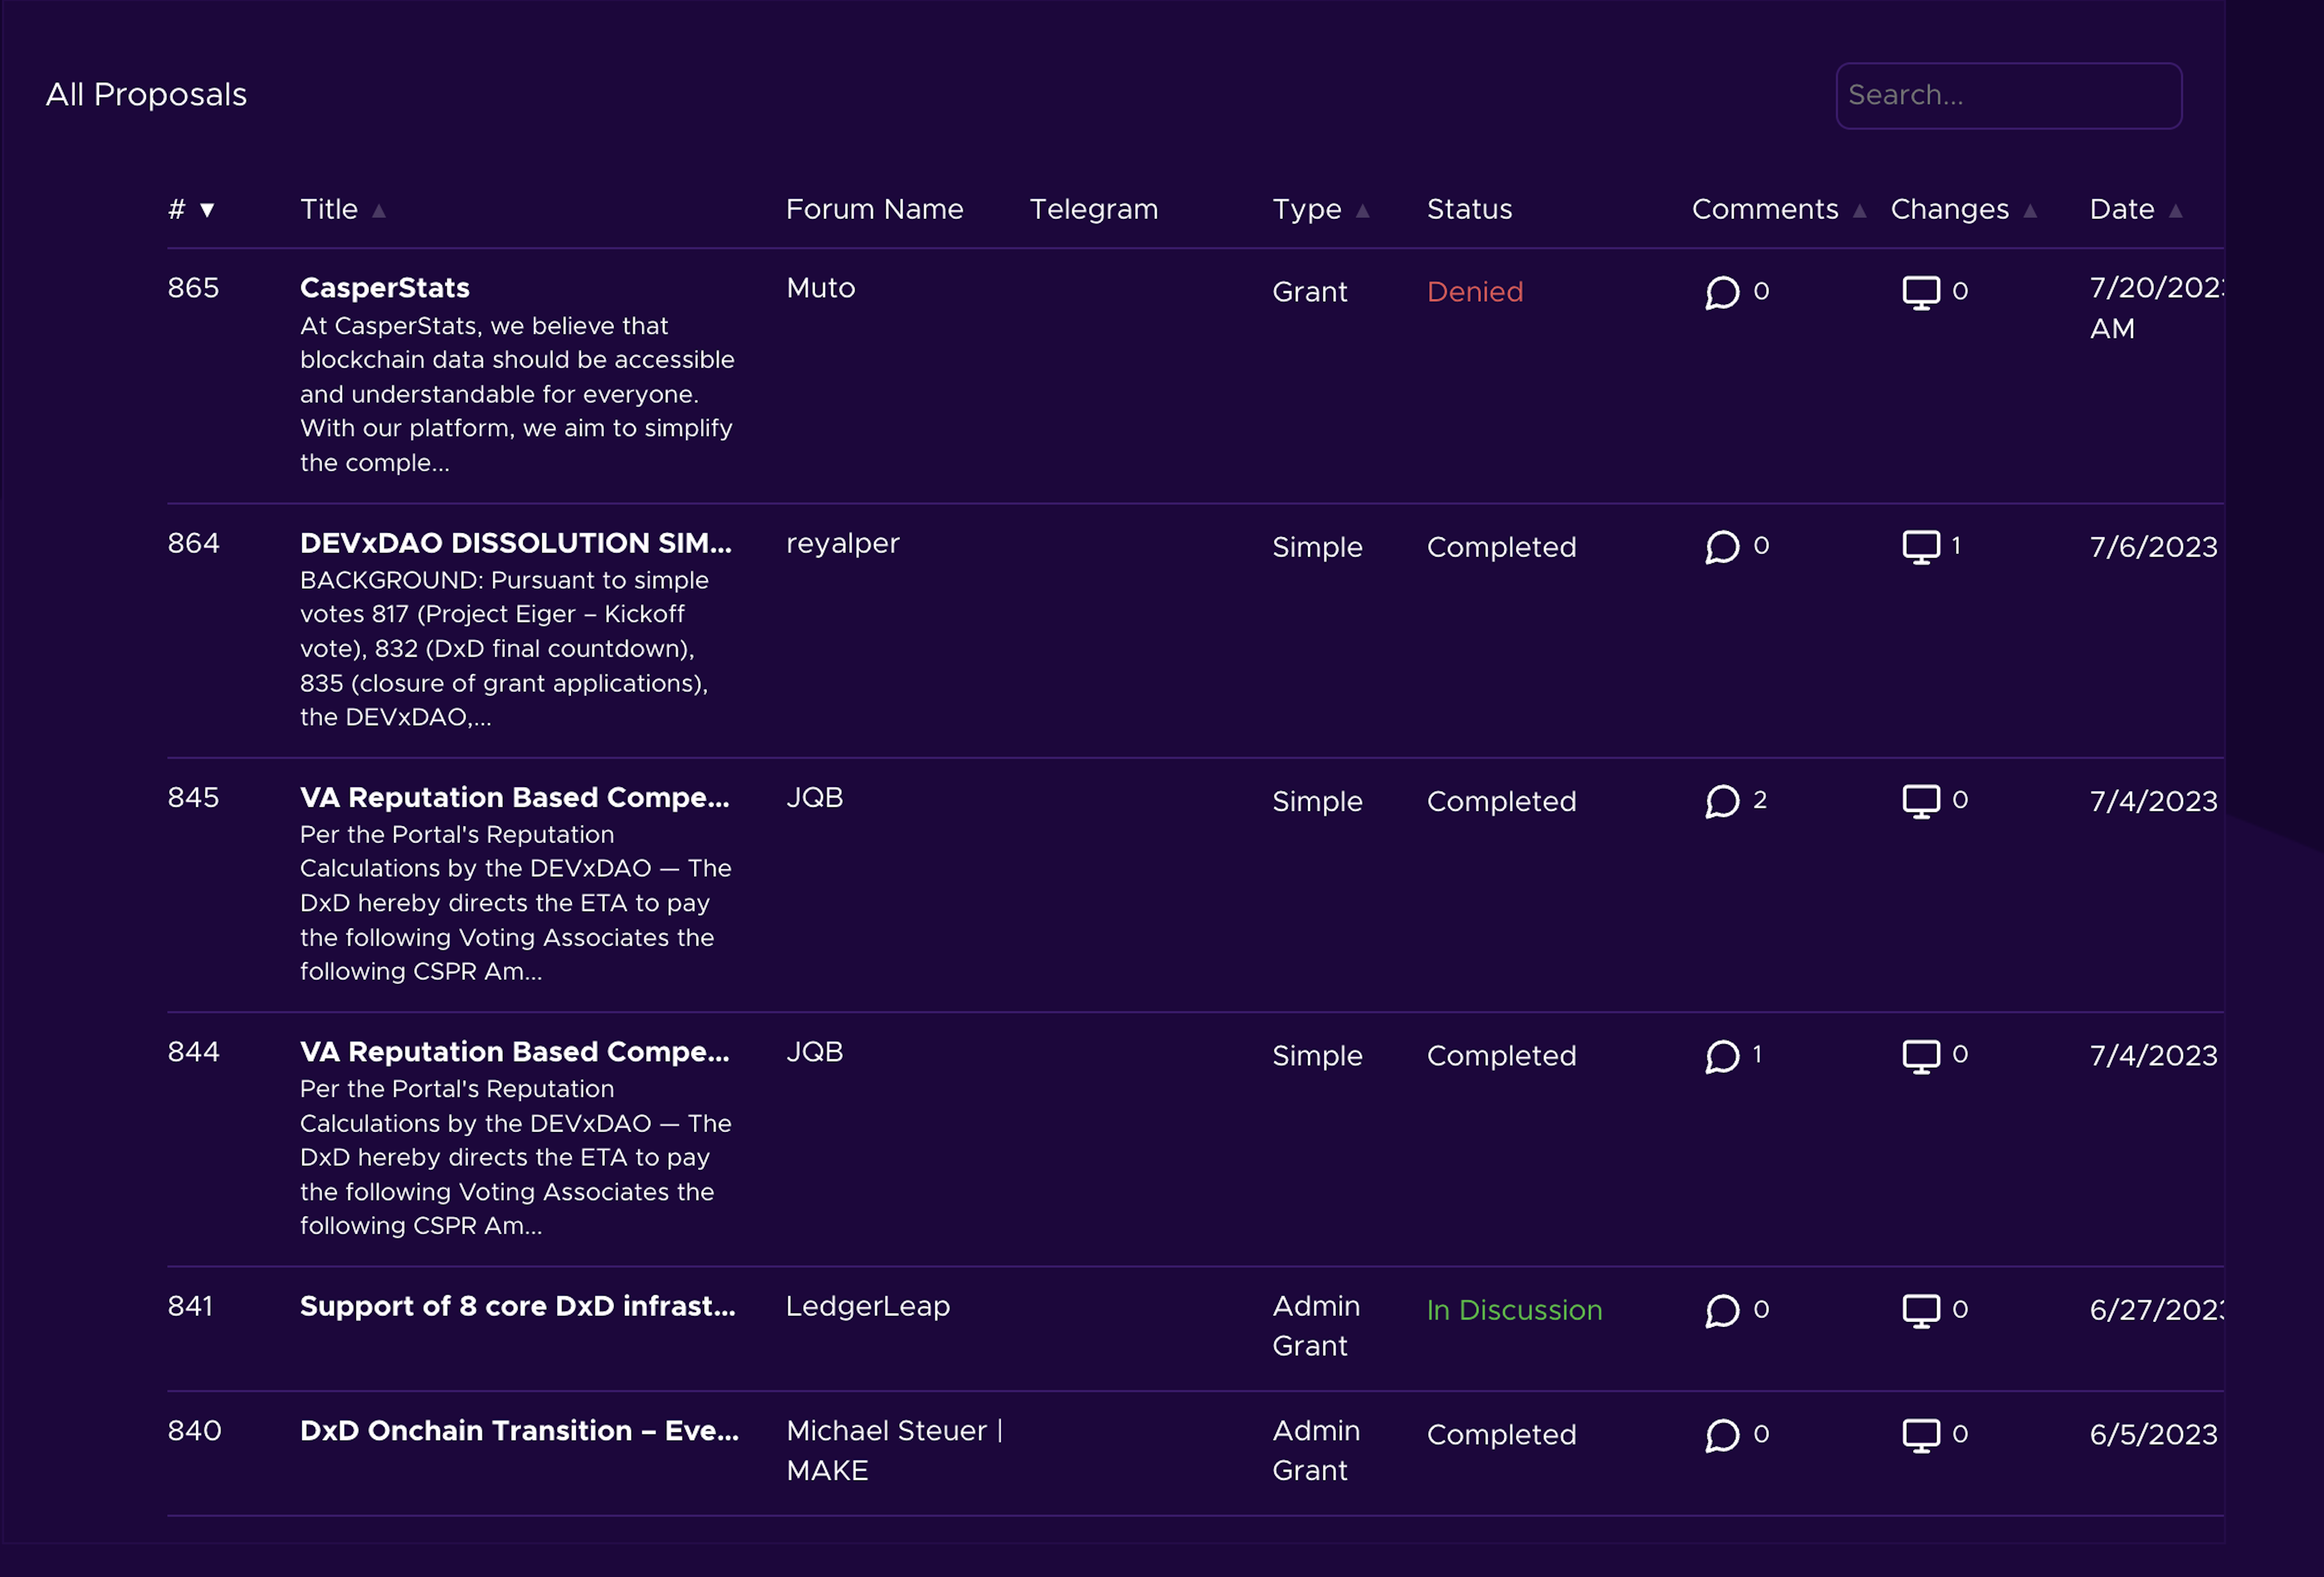 All Proposals
Search...
# ▼ Title ▲ Forum Name Telegram Type ▲ Status Comments ▲ Changes ▲ Date ▲
865 CasperStats Muto Grant Denied 0 0 7/20/202
AM
At CasperStats, we believe that
blockchain data should be accessible
and understandable for everyone.
With our platform, we aim to simplify
the comple...
864 DEVxDAO DISSOLUTION SIM... reyalper Simple Completed 0 1 7/6/2023
BACKGROUND: Pursuant to simple
votes 817 (Project Eiger – Kickoff
vote), 832 (DxD final countdown),
835 (closure of grant applications),
the DEVxDAO,...
845 VA Reputation Based Compe... JQB Simple Completed 2 0 7/4/2023
Per the Portal's Reputation
Calculations by the DEVxDAO — The
DxD hereby directs the ETA to pay
the following Voting Associates the
following CSPR Am...
844 VA Reputation Based Compe... JQB Simple Completed 1 0 7/4/2023
Per the Portal's Reputation
Calculations by the DEVxDAO — The
DxD hereby directs the ETA to pay
the following Voting Associates the
following CSPR Am...
841 Support of 8 core DxD infrast... LedgerLeap Admin In Discussion 0 0 6/27/202
Grant
840 DxD Onchain Transition – Eve... Michael Steuer | Admin Completed 0 0 6/5/2023
MAKE Grant